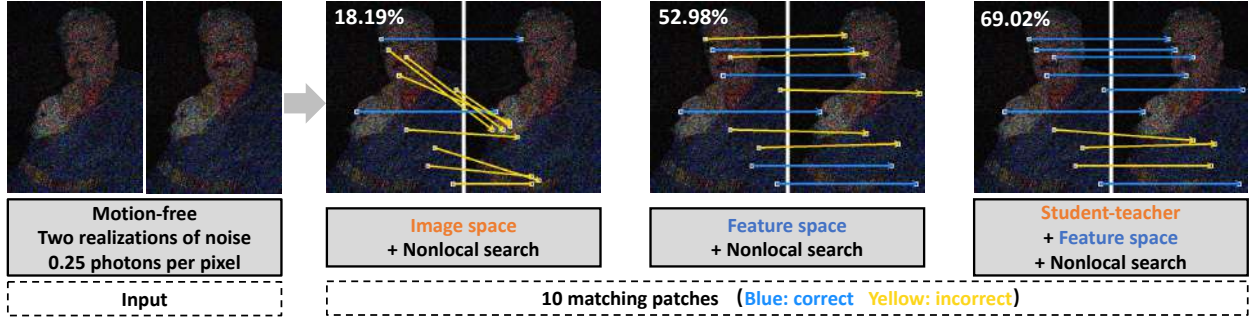 18.19%
52.98%
69.02%
Motion-free
Two realizations of noise
0.25 photons per pixel
Image space
+ Nonlocal search
Feature space
+ Nonlocal search
Student-teacher
+ Feature space
+ Nonlocal search
Input
10 matching patches (Blue: correct Yellow: incorrect)